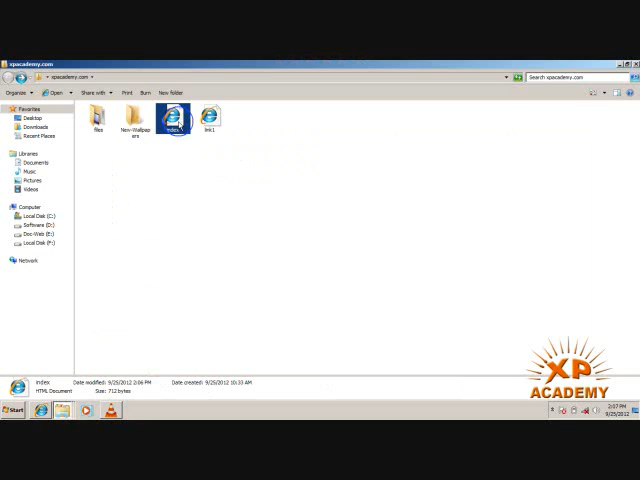 xpacademy.com
xpacademy.com
Search xpacademy.com
Organize
Open
Share with
Print
Burn
New folder
Favorites
Desktop
Downloads
Recent Places
Libraries
Documents
Music
Pictures
Videos
Computer
Local Disk (C:)
Software (D:)
Doc-Web (E:)
Local Disk (F:)
Network
files
New-Wallpap
ers
index
link1
index
Date modified: 9/25/2012 2:06 PM
Date created: 9/25/2012 10:33 AM
HTML Document
Size: 712 bytes
XP
ACADEMY
Start
2:07 PM
9/25/2012